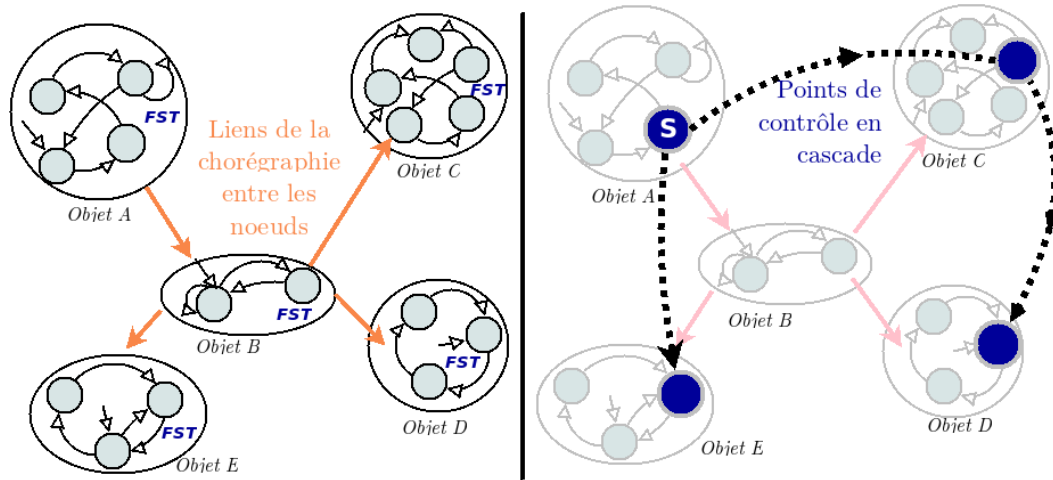 FST
Objet A
Liens de la
chorégraphie
entre les
noeuds
FST
Objet C
FST
Objet B
FST
Objet D
FST
Objet E
S
Objet A
Points de
contrôle en
cascade
Objet C
Objet B
Objet D
Objet E